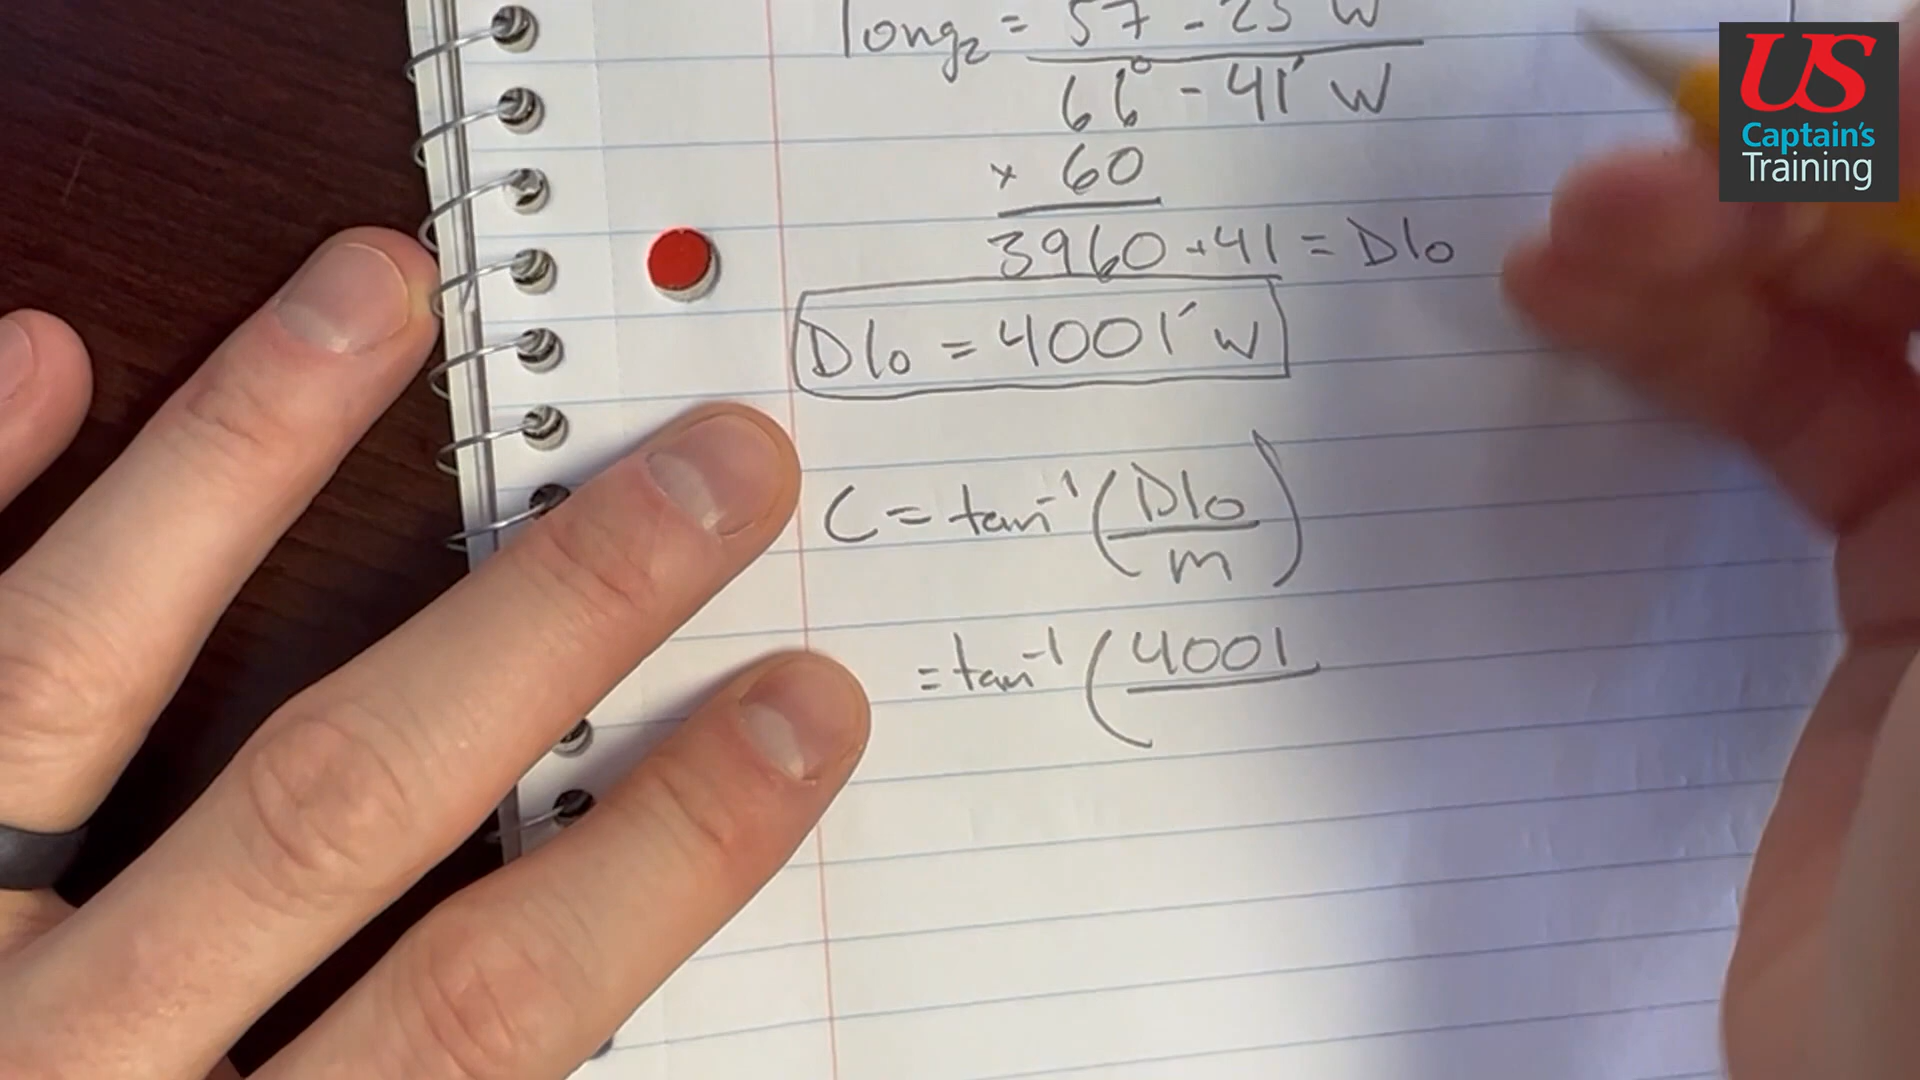 long₂ = 57 - 25 W
66° - 41' W
x 60
3960 + 41 = Dlo
Dlo = 4001' W
C = tan⁻¹ (Dlo/m)
= tan⁻¹ (4001
US
Captain's
Training